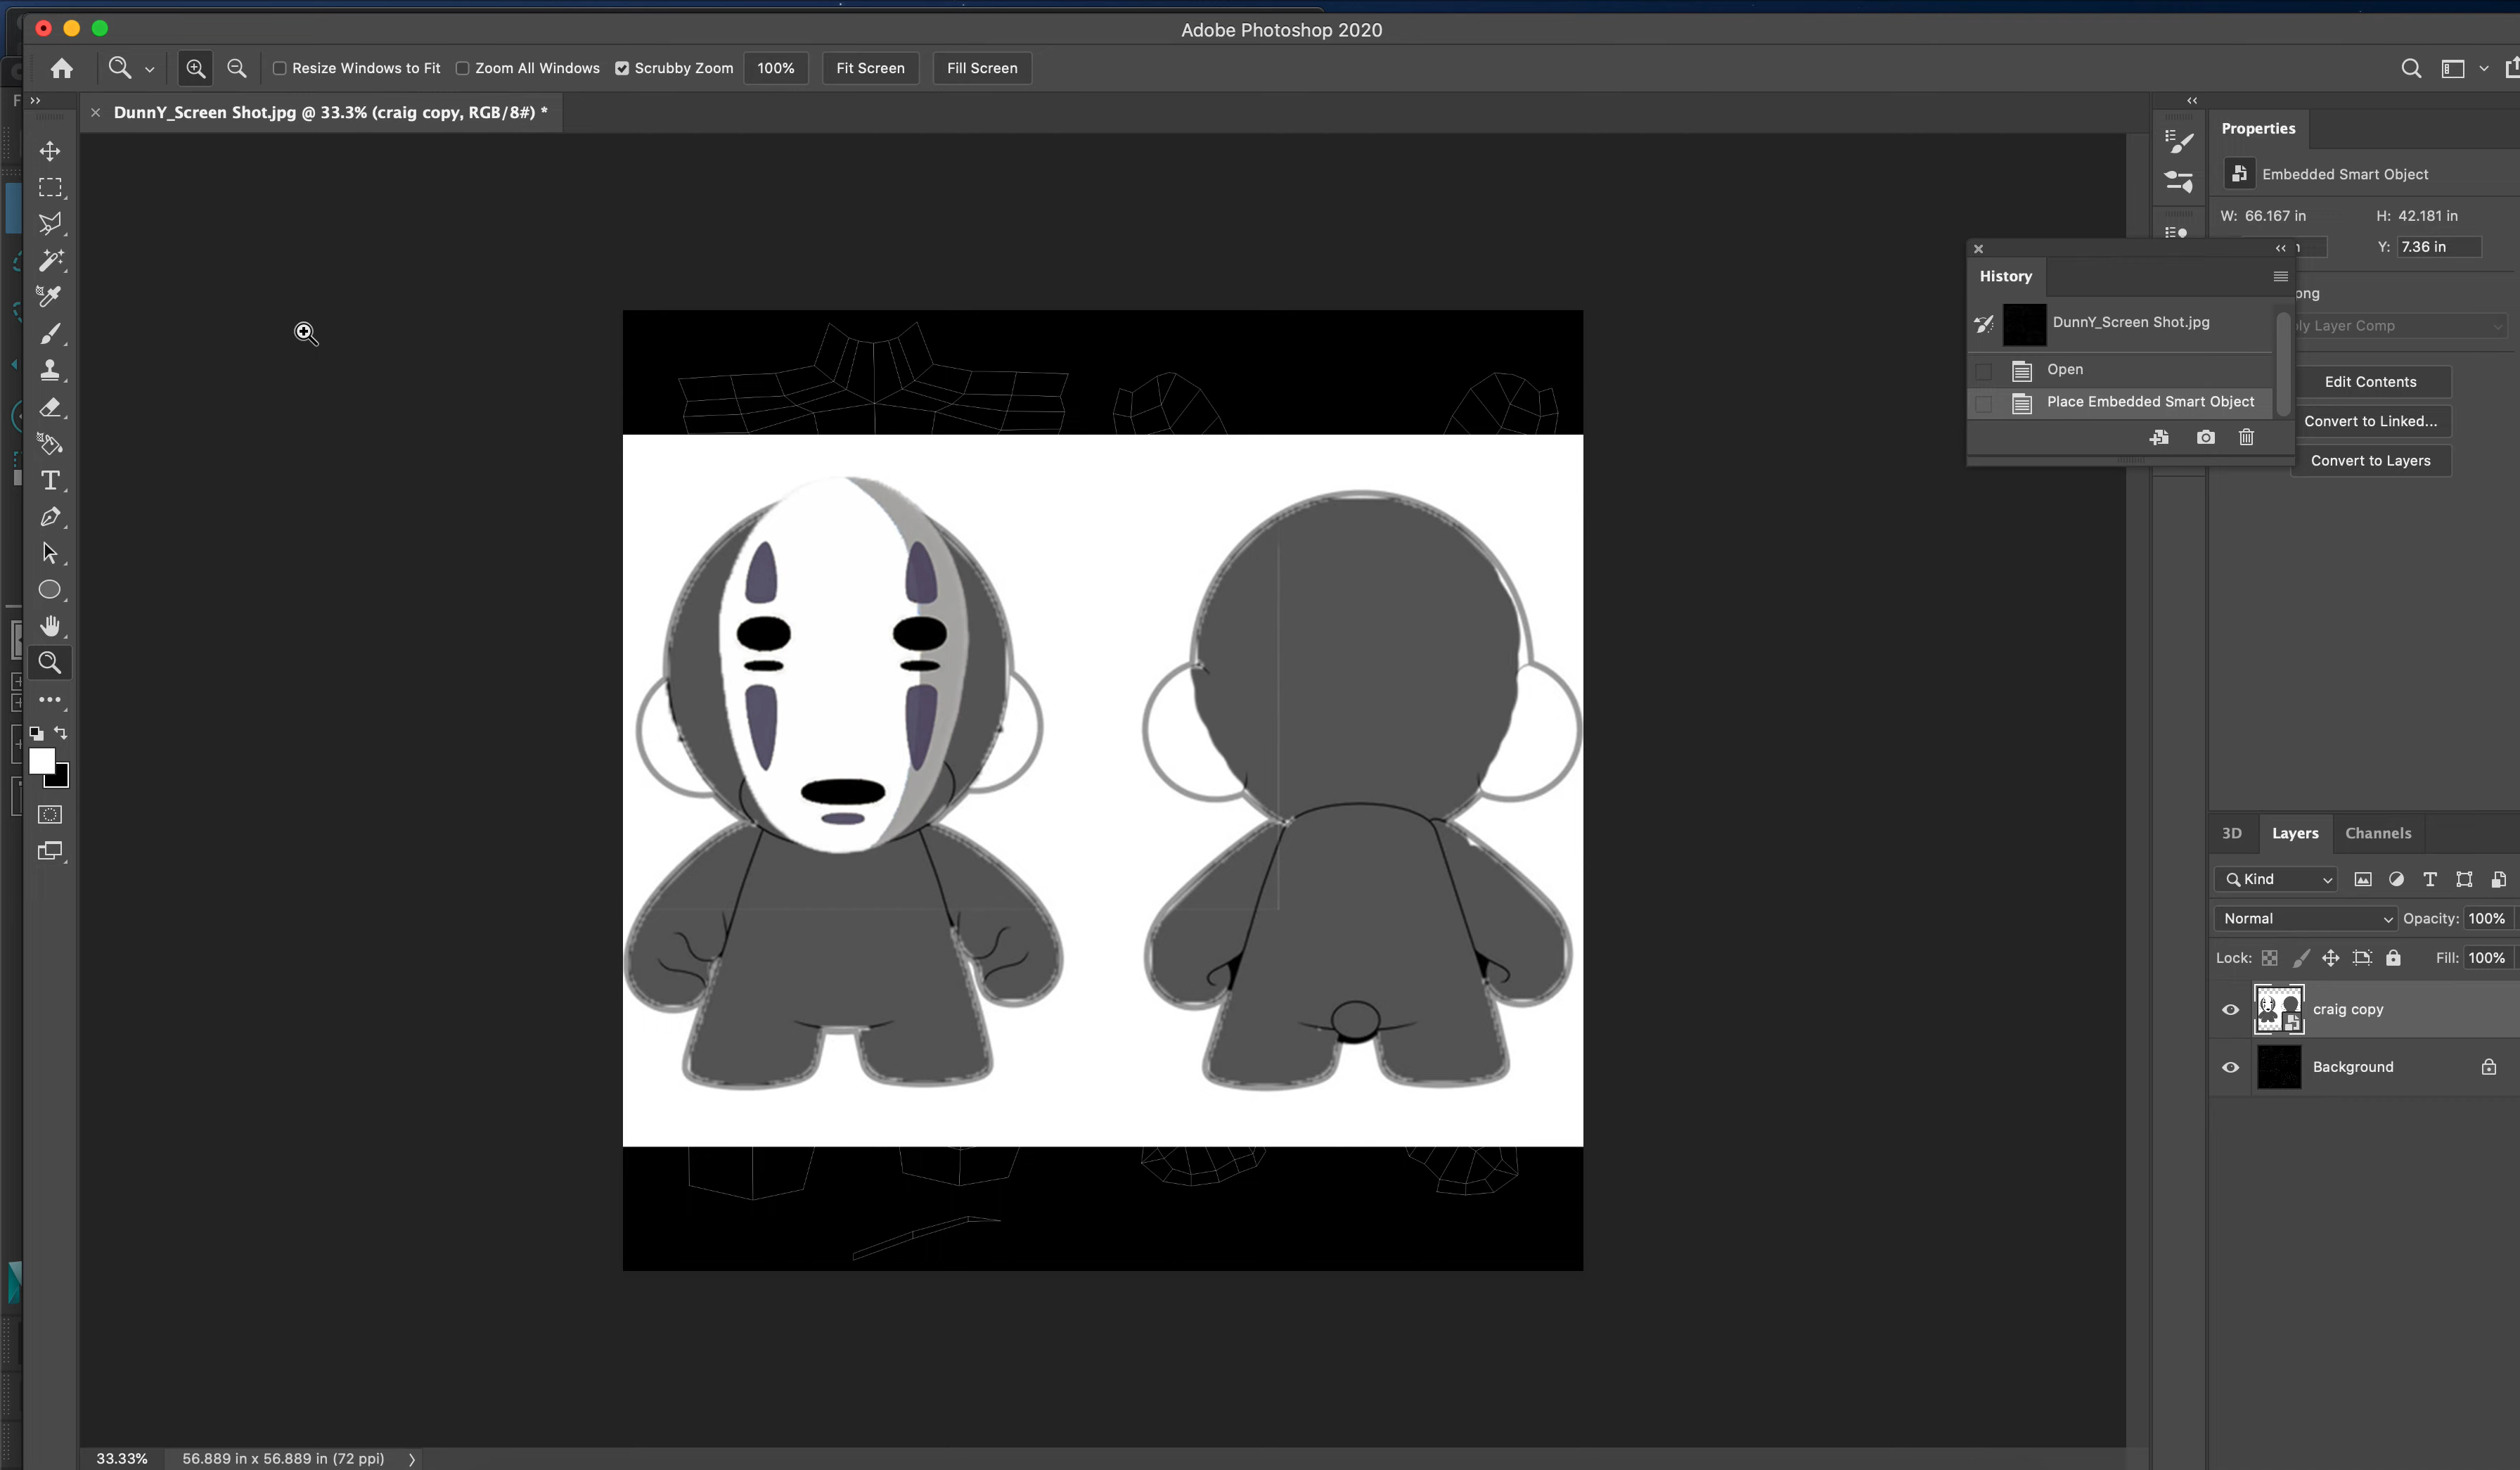 Adobe Photoshop 2020
Resize Windows to Fit Zoom All Windows Scrubby Zoom 100% Fit Screen Fill Screen
DunnY_Screen Shot.jpg @ 33.3% (craig copy, RGB/8#) *
Properties
Embedded Smart Object
W: 66.167 in H: 42.181 in
Y: 7.36 in
History
DunnY_Screen Shot.jpg
Open
Place Embedded Smart Object
Layer Comp
Edit Contents
Convert to Linked...
Convert to Layers
3D Layers Channels
Kind
Normal Opacity: 100%
Lock: Fill: 100%
craig copy
Background
33.33% 56.889 in x 56.889 in (72 ppi)